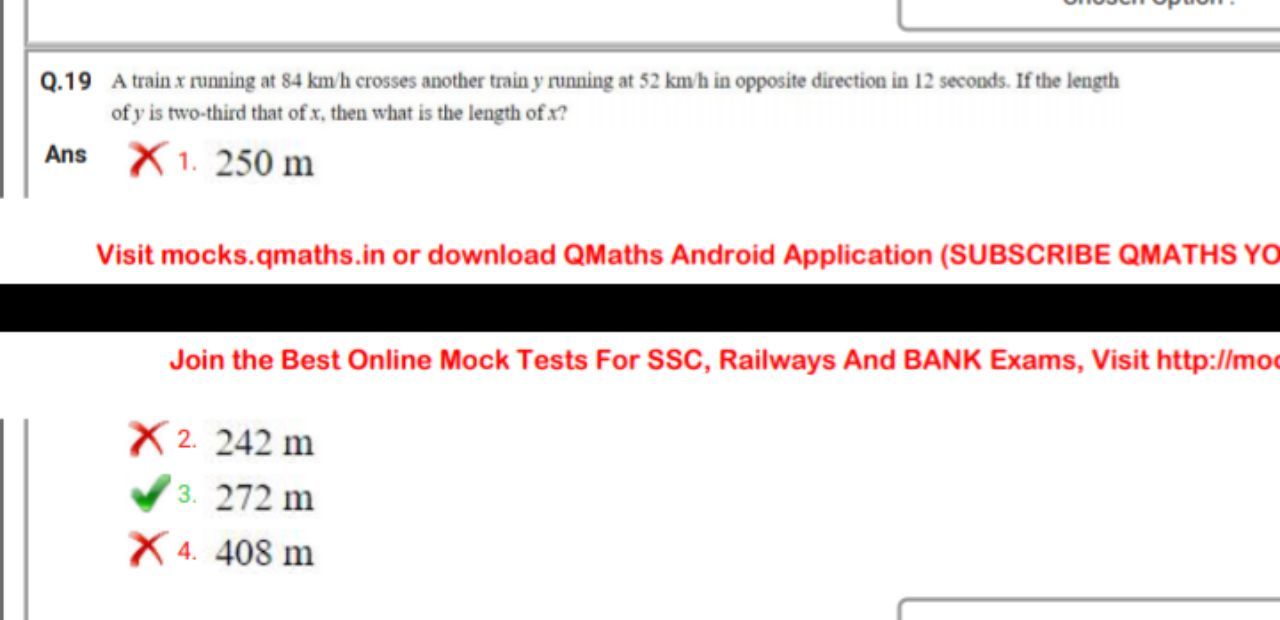 Chosen Option :
Q.19 A train x running at 84 km/h crosses another train y running at 52 km/h in opposite direction in 12 seconds. If the length
of y is two-third that of x, then what is the length of x?
Ans 1. 250 m
Visit mocks.qmaths.in or download QMaths Android Application (SUBSCRIBE QMATHS YO
Join the Best Online Mock Tests For SSC, Railways And BANK Exams, Visit http://moc
2. 242 m
3. 272 m
4. 408 m